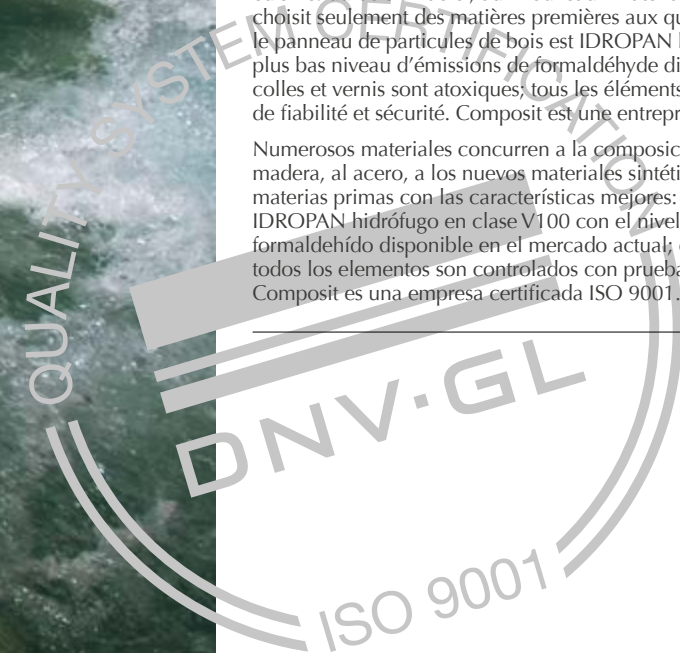 choisit seulement des matières premières aux qu
le panneau de particules de bois est IDROPAN
plus bas niveau d'émissions de formaldéhyde di
colles et vernis sont atoxiques; tous les éléments
de fiabilité et sécurité. Composit est une entrepr
Numerosos materiales concurren a la composic
madera, al acero, a los nuevos materiales sintéti
materias primas con las características mejores:
IDROPAN hidrófugo en clase V100 con el nivel
formaldehído disponible en el mercado actual;
todos los elementos son controlados con prueba
Composit es una empresa certificada ISO 9001.
QUALITY SYSTEM CERTIFICATION
DNV·GL
ISO 9001